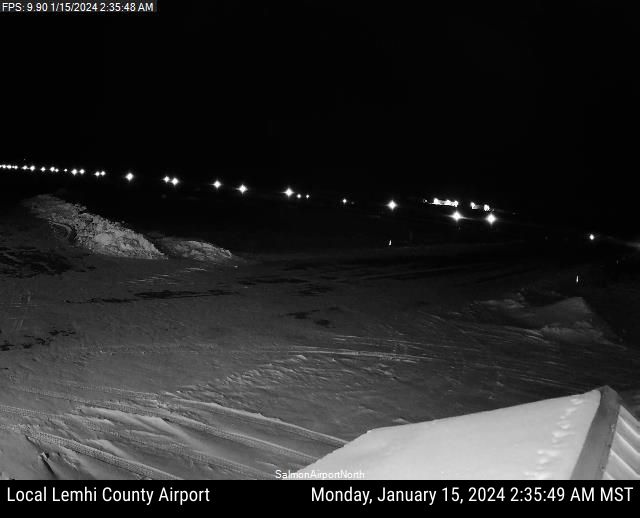 FPS: 9.90 1/15/2024 2:35:48 AM
SalmonAirportNorth
Local Lemhi County Airport Monday, January 15, 2024 2:35:49 AM MST